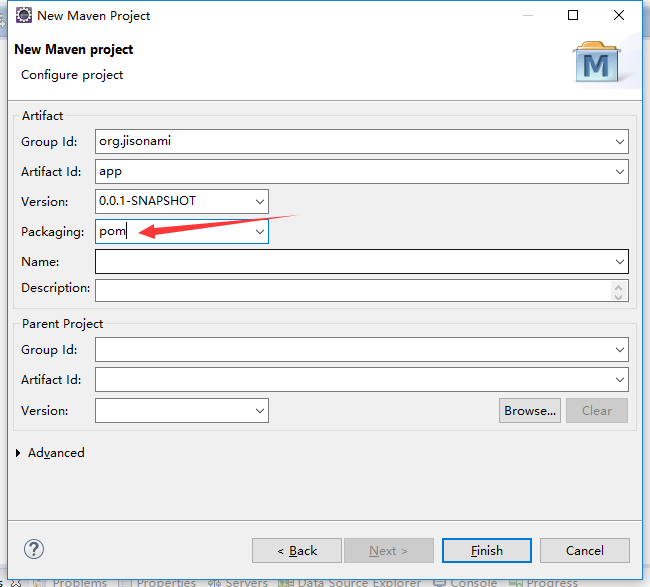 New Maven Project
New Maven project
Configure project
M
Artifact
Group Id: org.jisonami
Artifact Id: app
Version: 0.0.1-SNAPSHOT
Packaging: pom
Name:
Description:
Parent Project
Group Id:
Artifact Id:
Version: Browse... Clear
Advanced
? < Back Next > Finish Cancel
Problems Properties Servers Data Source Explorer Console Progress